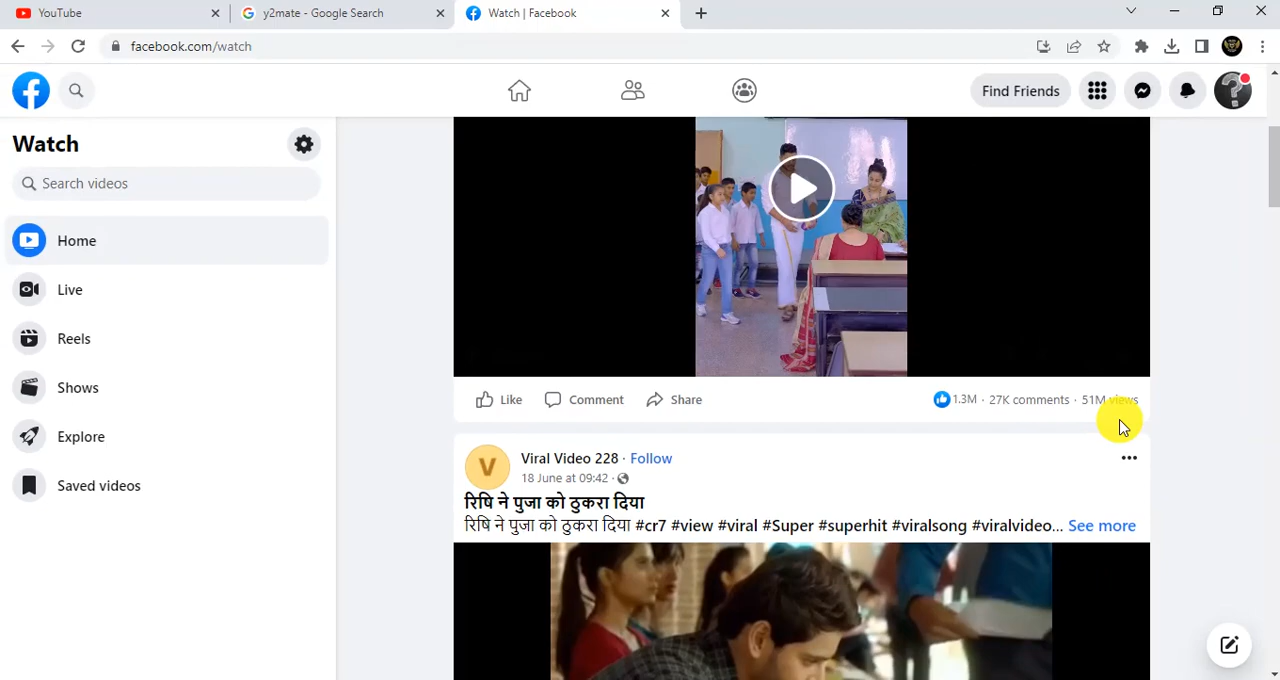 YouTube
y2mate - Google Search
Watch | Facebook
facebook.com/watch
Find Friends
Watch
Search videos
Home
Live
Reels
Shows
Explore
Saved videos
Like
Comment
Share
1.3M · 27K comments · 51M views
V
Viral Video 228 · Follow
18 June at 09:42 ·
रिषि ने पुजा को ठुकरा दिया
रिषि ने पुजा को ठुकरा दिया #cr7 #view #viral #Super #superhit #viralsong #viralvideo... See more